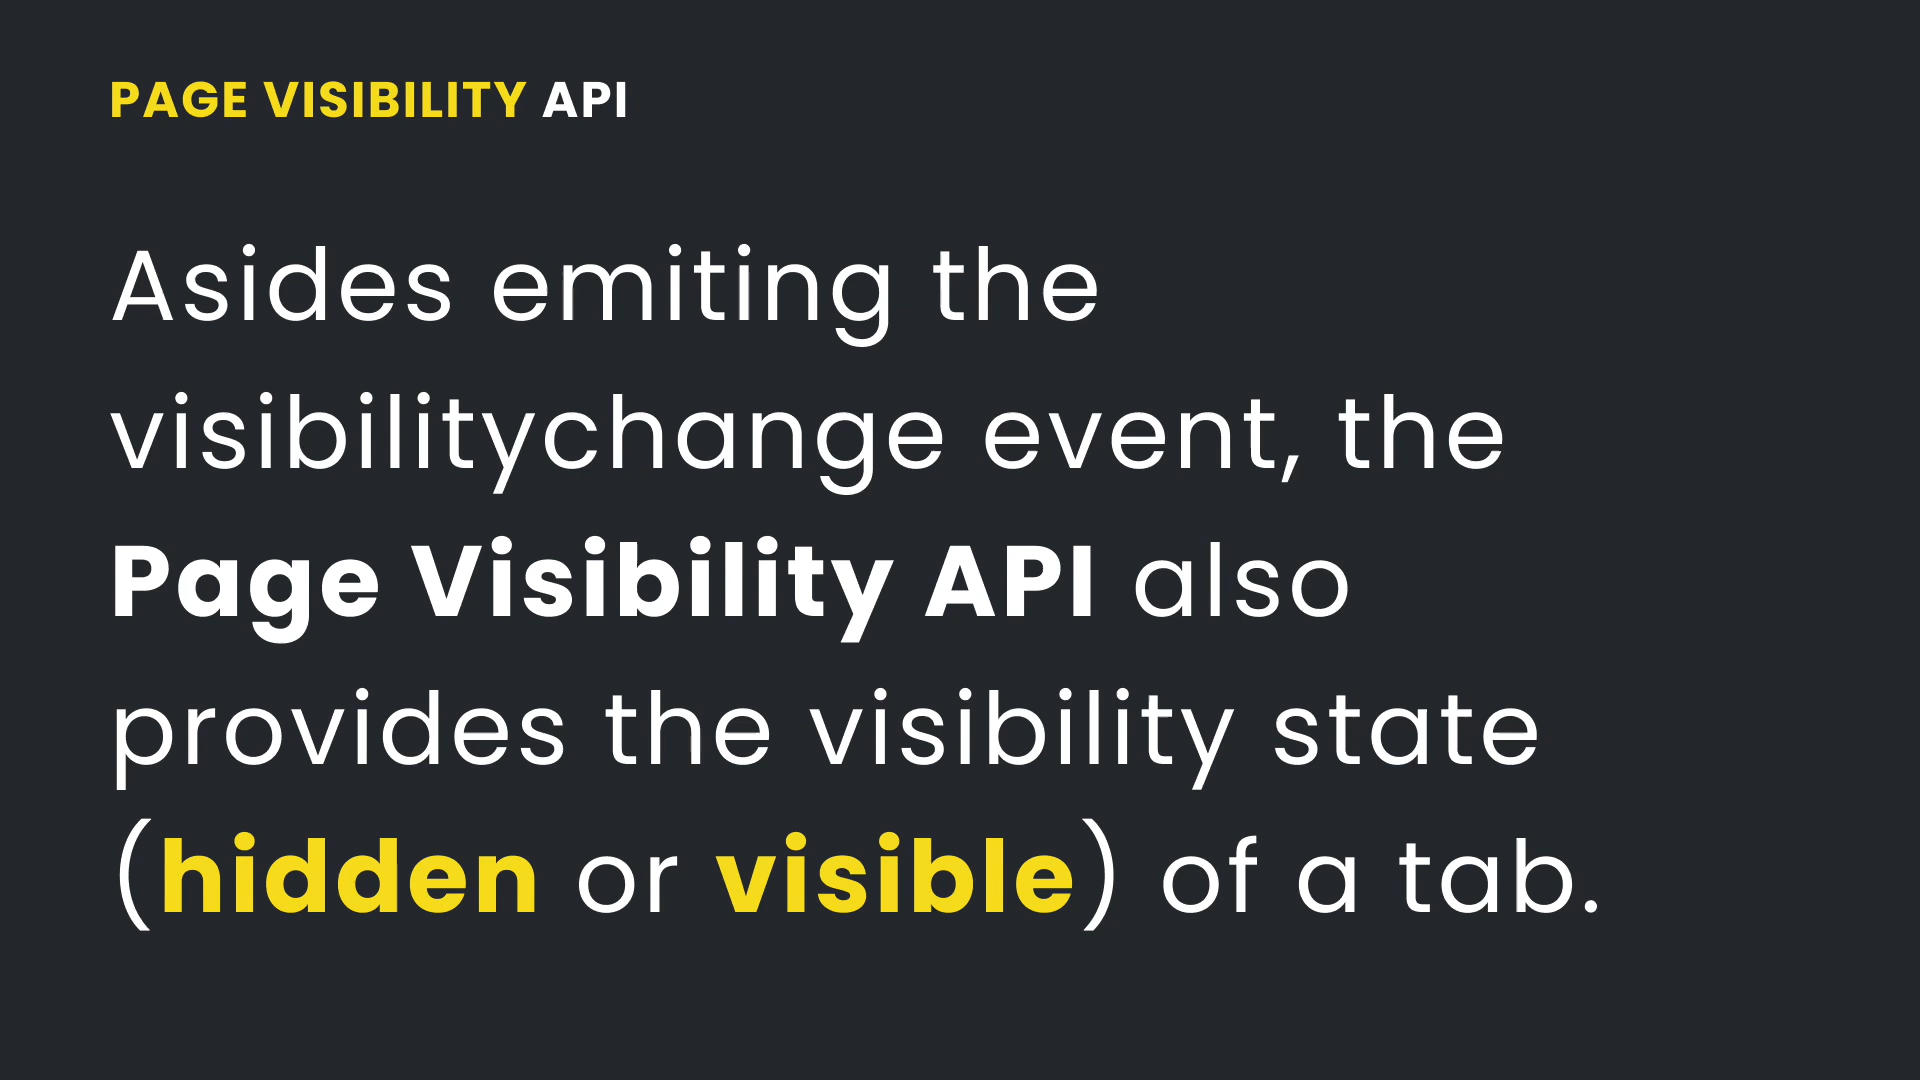 PAGE VISIBILITY API
Asides emiting the
visibilitychange event, the
Page Visibility API also
provides the visibility state
(hidden or visible) of a tab.